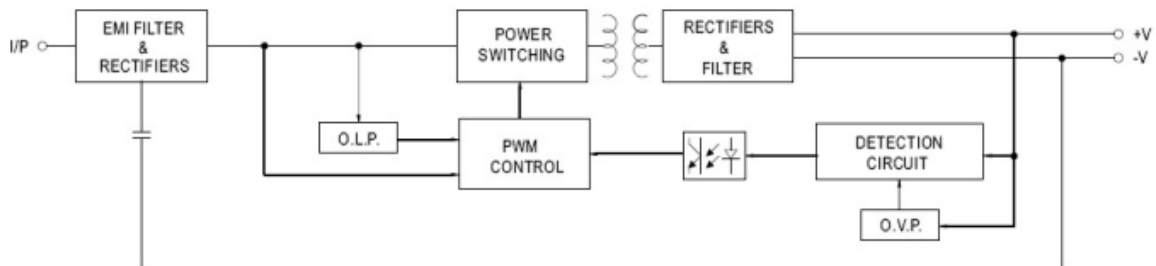 I/P
EMI FILTER
&
RECTIFIERS
POWER
SWITCHING
RECTIFIERS
&
FILTER
+V
-V
O.L.P.
PWM
CONTROL
DETECTION
CIRCUIT
O.V.P.